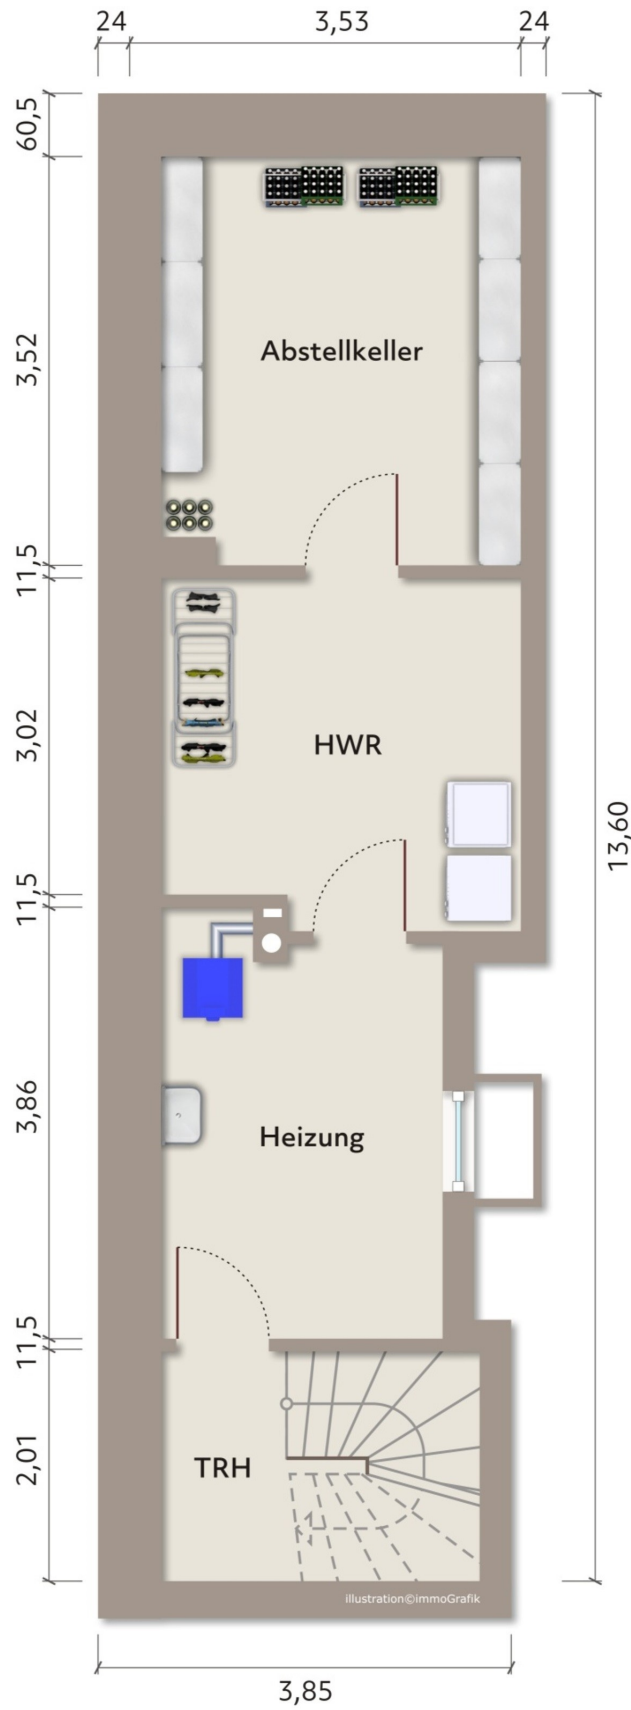 24
3,53
24
60,5
3,52
Abstellkeller
11,5
3,02
HWR
13,60
11,5
3,86
Heizung
11,5
2,01
TRH
illustration©immoGrafik
3,85